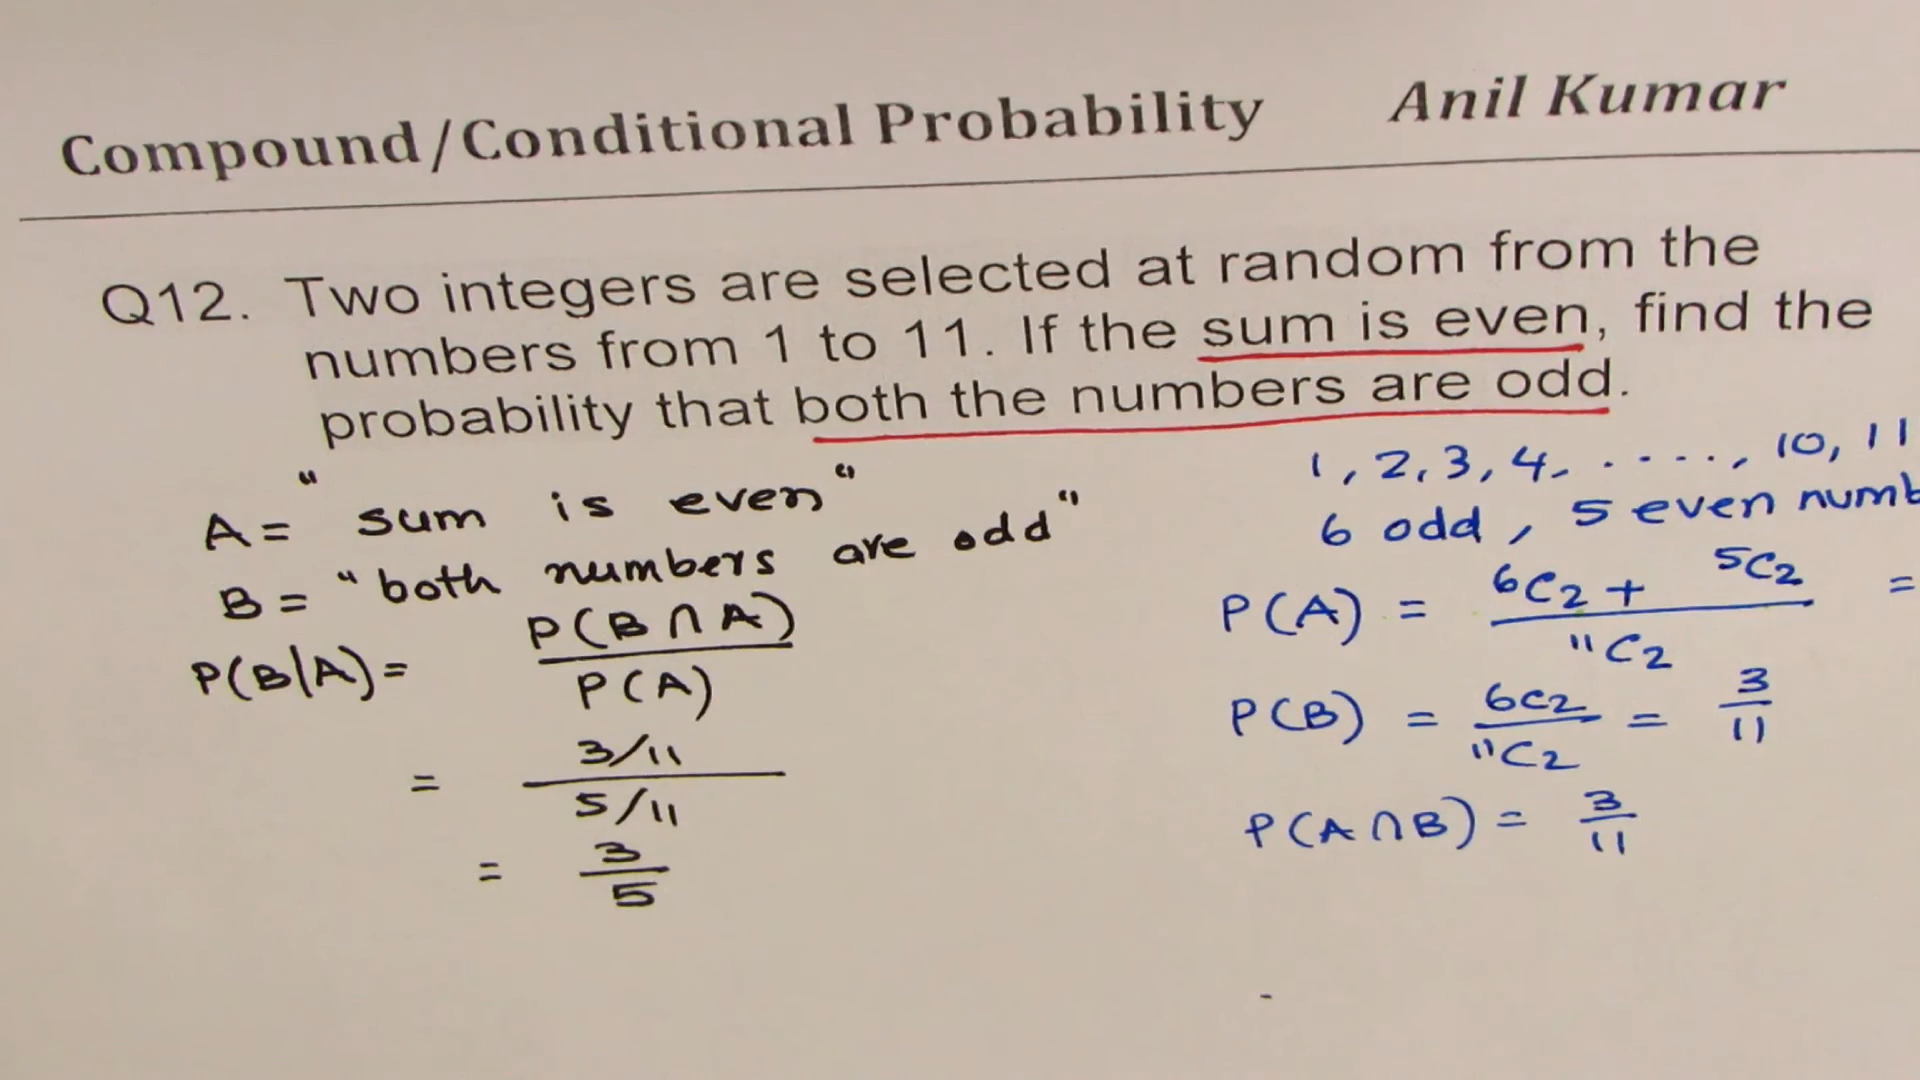 Compound/Conditional Probability Anil Kumar
Q12. Two integers are selected at random from the
numbers from 1 to 11. If the sum is even, find the
probability that both the numbers are odd.
A = "sum is even"
B = "both numbers are odd"
P(B|A) = P(B∩A) / P(A)
= 3/11 / 5/11
= 3/5
1, 2, 3, 4, ....., 10, 11
6 odd, 5 even numb
P(A) = 6C2 + 5C2 / 11C2 =
P(B) = 6C2 / 11C2 = 3/11
P(A∩B) = 3/11